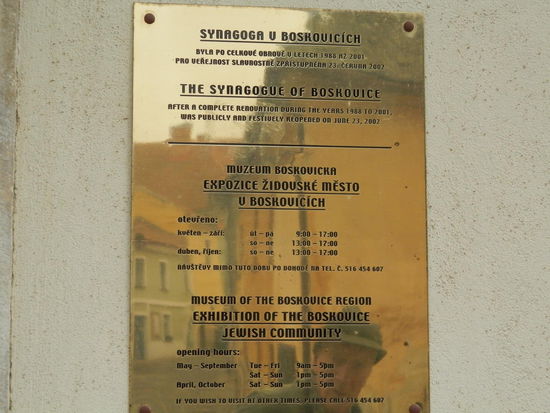 SYNAGOGA V BOSKOVICÍCH
BYLA PO CELKOVÉ OBNOVĚ V LETECH 1988 AŽ 2001
PRO VEŘEJNOST SLAVNOSTNĚ ZPŘÍSTUPNĚNA 23. ČERVNA 2002
THE SYNAGOGUE OF BOSKOVICE
AFTER A COMPLETE RENOVATION DURING THE YEARS 1988 TO 2001,
WAS PUBLICLY AND FESTIVELY REOPENED ON JUNE 23, 2002
MUZEUM BOSKOVICKA
EXPOZICE ŽIDOVSKÉ MĚSTO
V BOSKOVICÍCH
otevřeno:
květen – září: út – pá 9:00 – 17:00
so – ne 13:00 – 17:00
duben, říjen: so – ne 13:00 – 17:00
NÁVŠTĚVY MIMO TUTO DOBU PO DOHODĚ NA TEL. Č. 516 454 607
MUSEUM OF THE BOSKOVICE REGION
EXHIBITION OF THE BOSKOVICE
JEWISH COMMUNITY
opening hours:
May – September Tue – Fri 9am – 5pm
Sat – Sun 1pm – 5pm
April, October Sat – Sun 1pm – 5pm
IF YOU WISH TO VISIT AT OTHER TIMES, PLEASE CALL 516 454 607